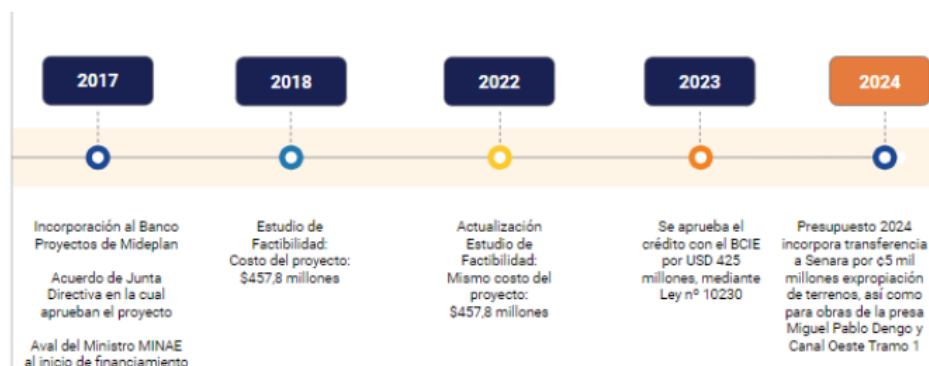 2017
Incorporación al Banco
Proyectos de Mideplan
Acuerdo de Junta
Directiva en la cual
aprueban el proyecto
Aval del Ministro MINAE
al inicio de financiamiento
2018
Estudio de
Factibilidad:
Costo del proyecto:
$457,8 millones
2022
Actualización
Estudio de
Factibilidad:
Mismo costo del
proyecto:
$457,8 millones
2023
Se aprueba el
crédito con el BCIE
por USD 425
millones, mediante
Ley nº 10230
2024
Presupuesto 2024
incorpora transferencia
a Senara por ¢5 mil
millones expropiación
de terrenos, así como
para obras de la presa
Miguel Pablo Dengo y
Canal Oeste Tramo 1